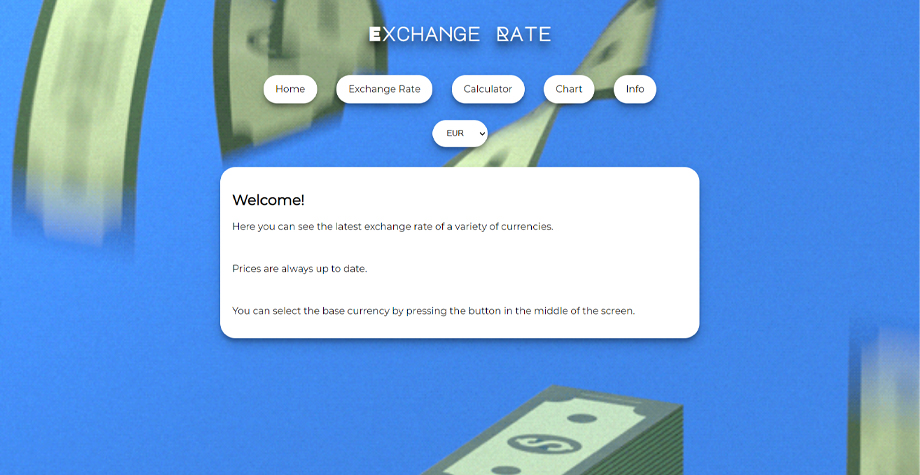 EXCHANGE RATE
Home Exchange Rate Calculator Chart Info
EUR
Welcome!
Here you can see the latest exchange rate of a variety of currencies.
Prices are always up to date.
You can select the base currency by pressing the button in the middle of the screen.